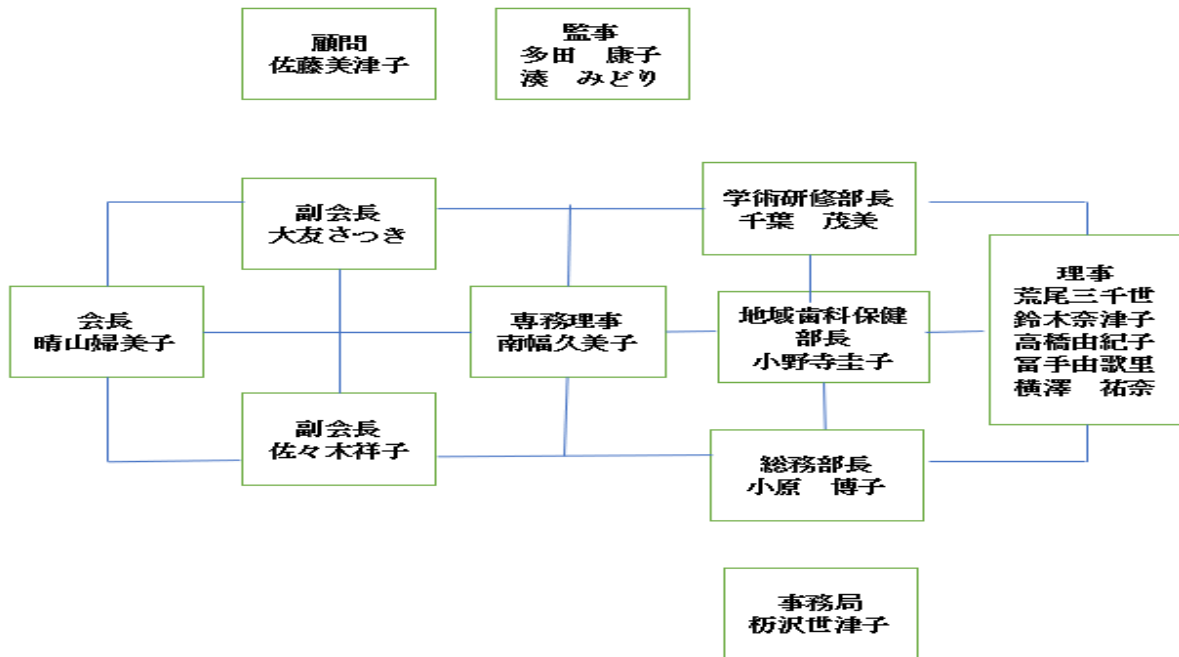 顧問
佐藤美津子
監事
多田　康子
湊　みどり
副会長
大友さつき
学術研修部長
千葉　茂美
会長
晴山婦美子
専務理事
南幅久美子
地域歯科保健
部長
小野寺圭子
理事
荒尾三千世
鈴木奈津子
高橋由紀子
冨手由歌里
横澤　祐奈
副会長
佐々木祥子
総務部長
小原　博子
事務局
栃沢世津子